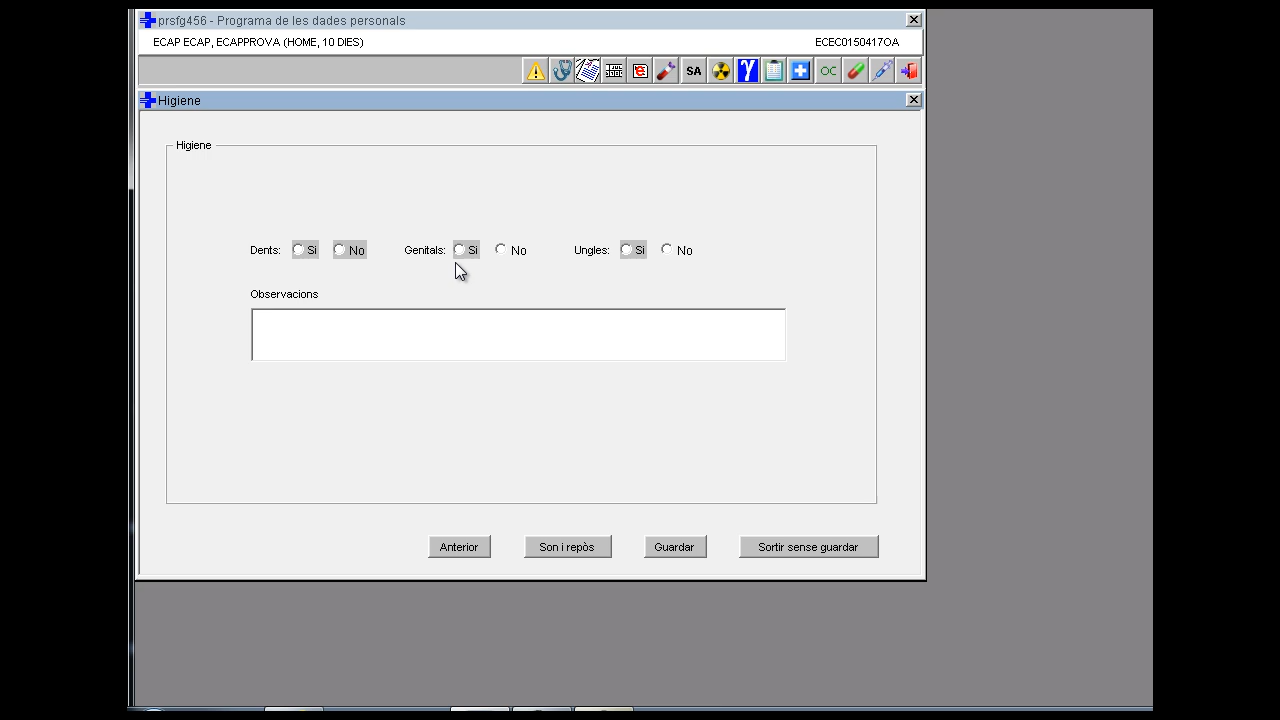 prsfg456 - Programa de les dades personals
ECAP ECAP, ECAPPROVA (HOME, 10 DIES) ECEC0150417OA
SA γ OC
Higiene
Higiene
Dents: Si No Genitals: Si No Ungles: Si No
Observacions
Anterior Son i repòs Guardar Sortir sense guardar